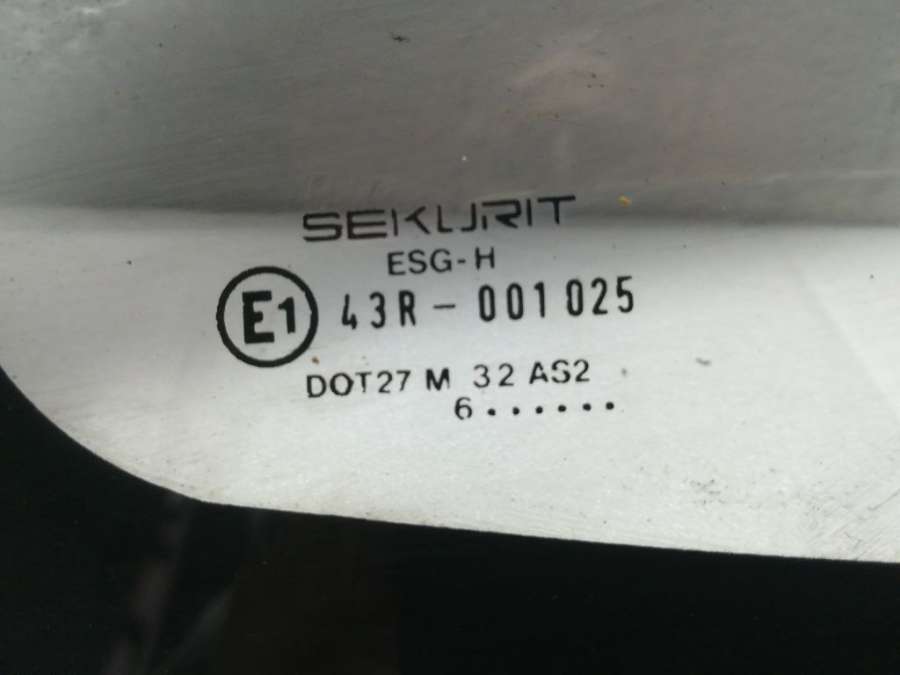 SEKURIT
ESG-H
E1 43R - 001025
DOT27 M 32 AS2
6......